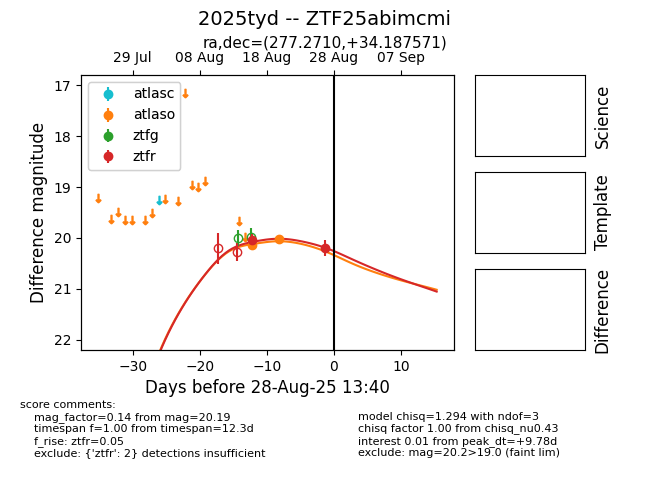 2025tyd -- ZTF25abimcmi
ra,dec=(277.2710,+34.187571)
29 Jul 08 Aug 18 Aug 28 Aug 07 Sep
atlasc
atlaso
ztfg
ztfr
17
18
19
20
21
22
Difference magnitude
−30 −20 −10 0 10
Days before 28-Aug-25 13:40
Science
Template
Difference
score comments:
mag_factor=0.14 from mag=20.19
timespan f=1.00 from timespan=12.3d
f_rise: ztfr=0.05
exclude: {'ztfr': 2} detections insufficient
model chisq=1.294 with ndof=3
chisq factor 1.00 from chisq_nu0.43
interest 0.01 from peak_dt=+9.78d
exclude: mag=20.2>19.0 (faint lim)